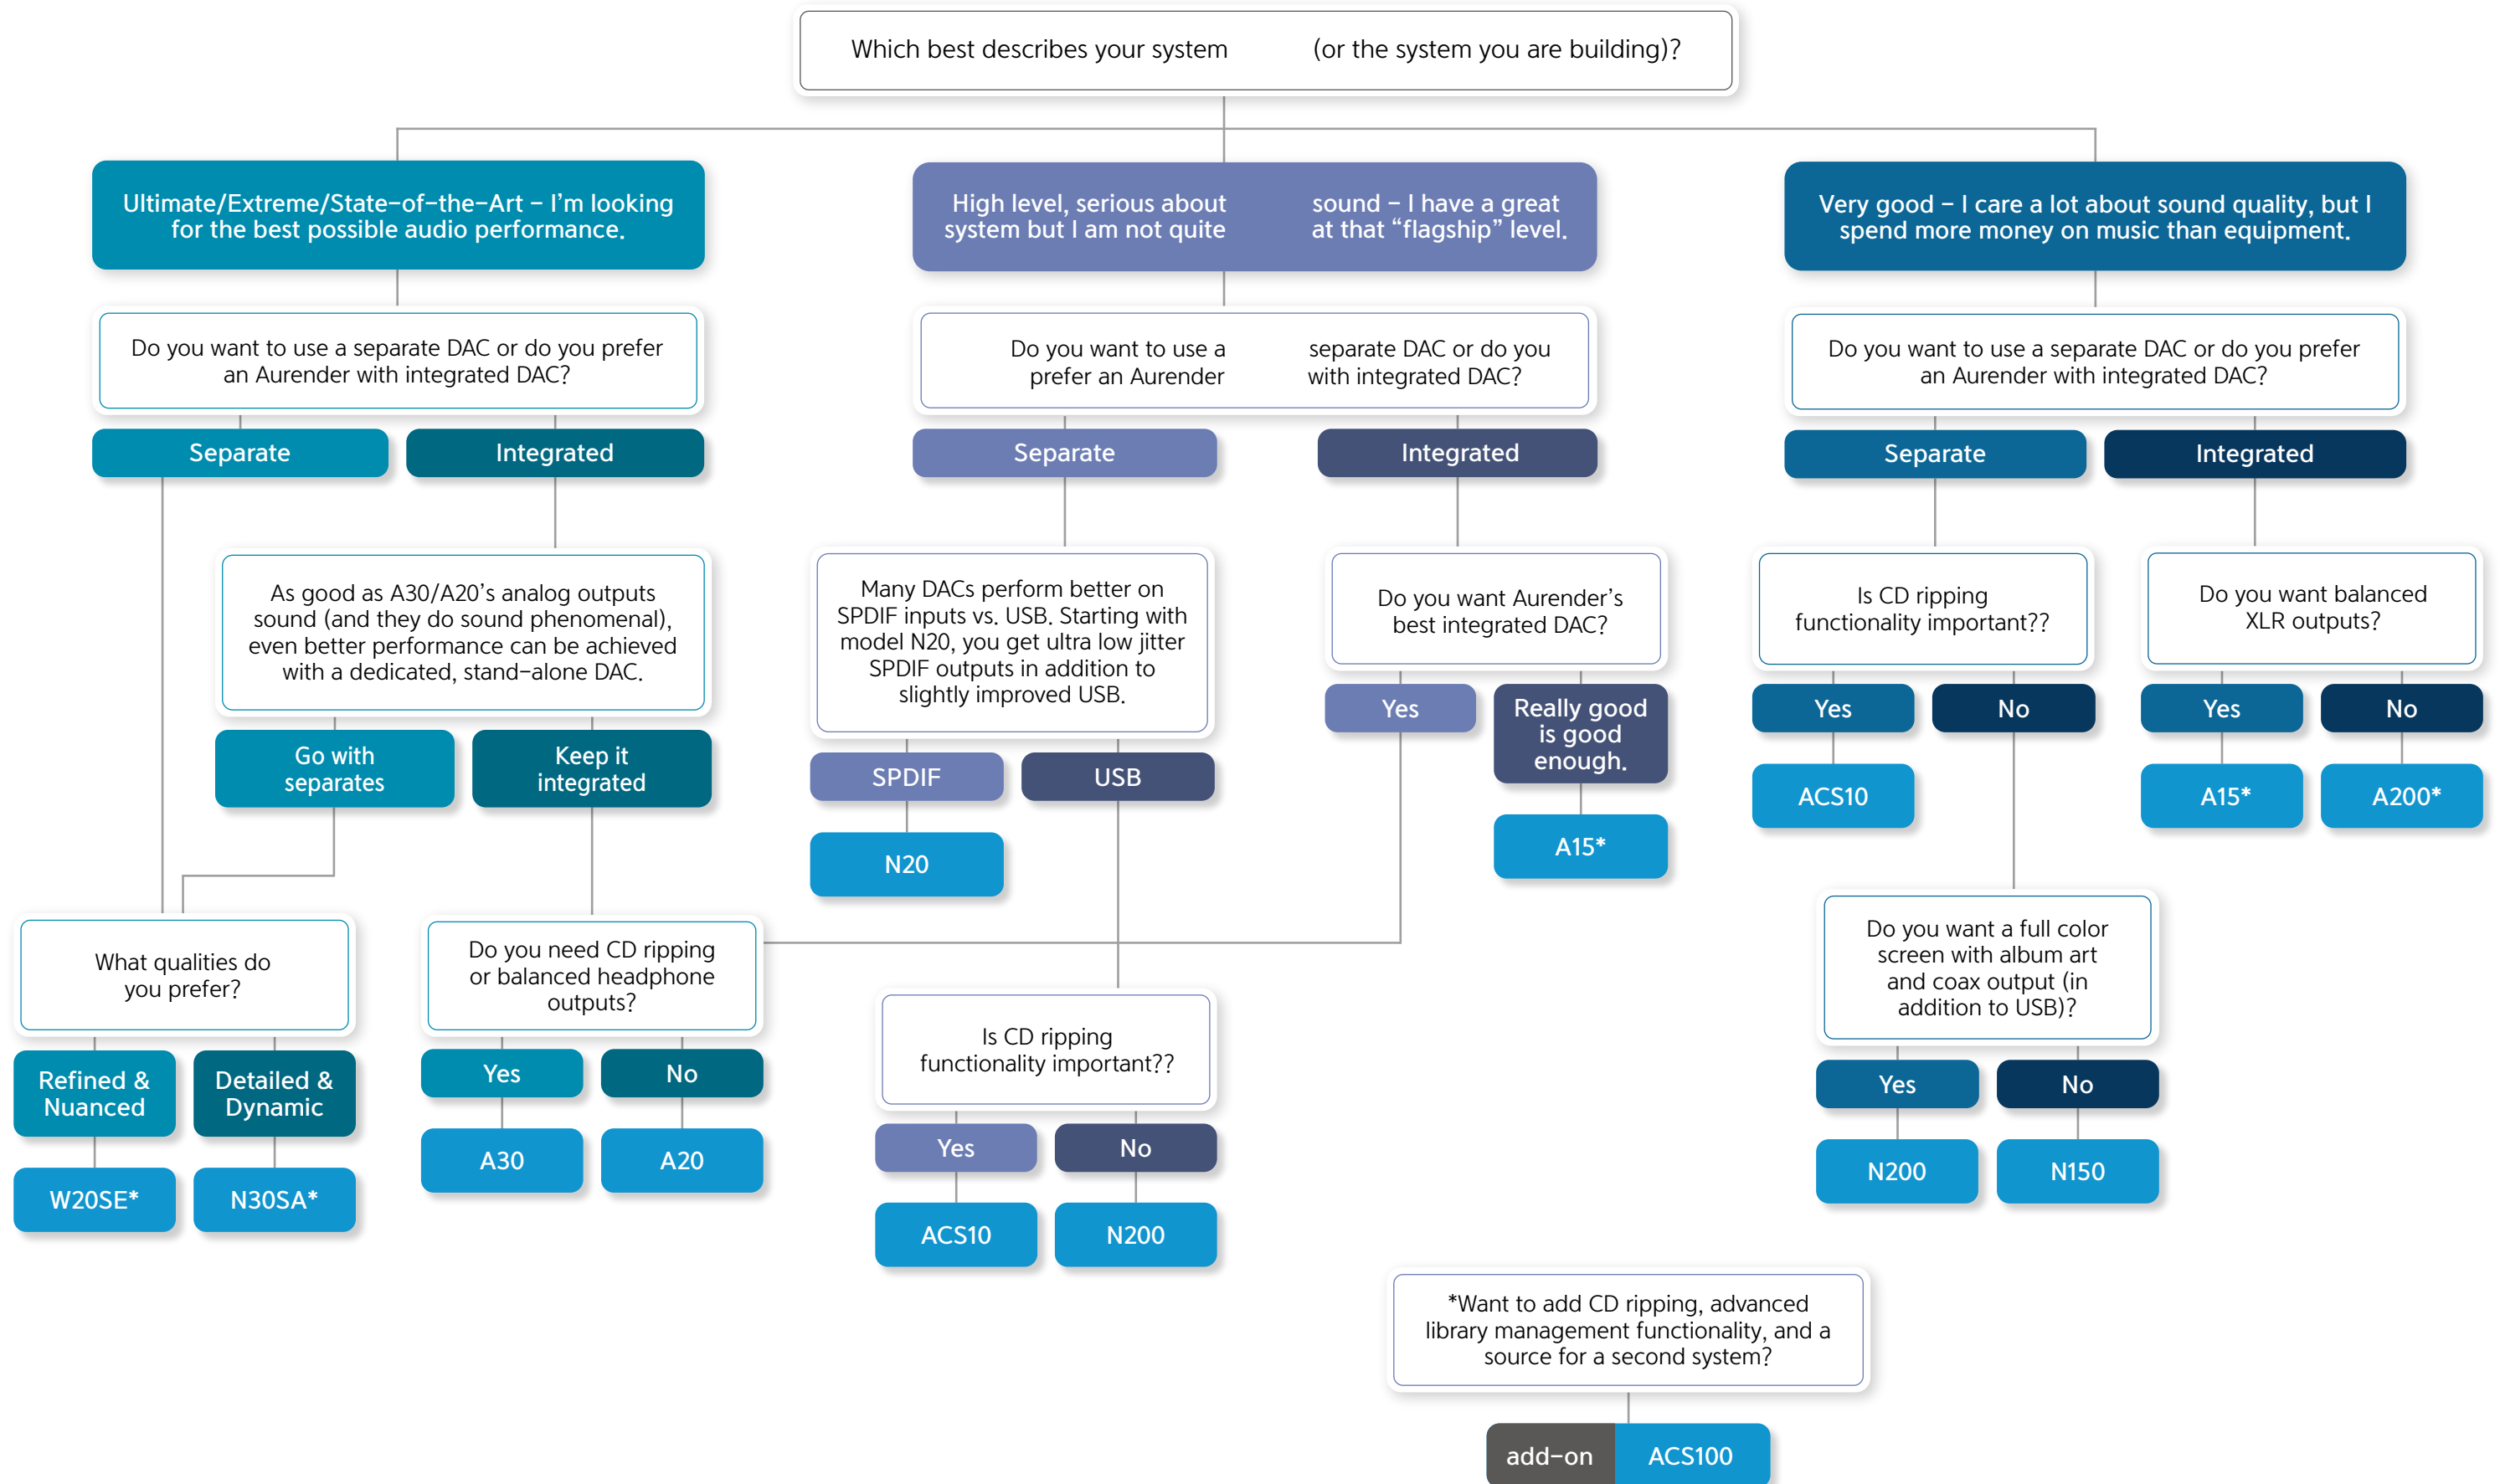 Which best describes your system (or the system you are building)?
Ultimate/Extreme/State-of-the-Art – I’m looking
for the best possible audio performance.
High level, serious about sound – I have a great
system but I am not quite at that “flagship” level.
Very good – I care a lot about sound quality, but I
spend more money on music than equipment.
Do you want to use a separate DAC or do you prefer
an Aurender with integrated DAC?
Do you want to use a separate DAC or do you
prefer an Aurender with integrated DAC?
Do you want to use a separate DAC or do you prefer
an Aurender with integrated DAC?
Separate
Integrated
Separate
Integrated
Separate
Integrated
As good as A30/A20’s analog outputs
sound (and they do sound phenomenal),
even better performance can be achieved
with a dedicated, stand-alone DAC.
Many DACs perform better on
SPDIF inputs vs. USB. Starting with
model N20, you get ultra low jitter
SPDIF outputs in addition to
slightly improved USB.
Do you want Aurender’s
best integrated DAC?
Is CD ripping
functionality important??
Do you want balanced
XLR outputs?
Go with
separates
Keep it
integrated
SPDIF
USB
Yes
Really good
is good
enough.
Yes
No
Yes
No
N20
A15*
ACS10
A15*
A200*
What qualities do
you prefer?
Do you need CD ripping
or balanced headphone
outputs?
Is CD ripping
functionality important??
Do you want a full color
screen with album art
and coax output (in
addition to USB)?
Refined &
Nuanced
Detailed &
Dynamic
Yes
No
Yes
No
Yes
No
W20SE*
N30SA*
A30
A20
ACS10
N200
N200
N150
*Want to add CD ripping, advanced
library management functionality, and a
source for a second system?
add-on
ACS100